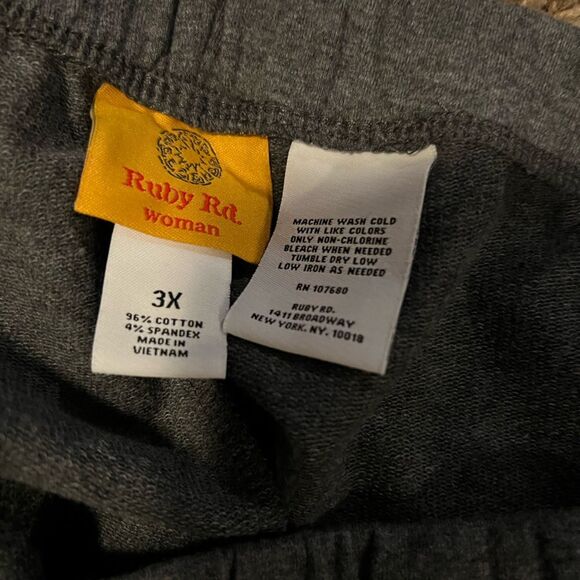 Ruby Rd.
woman
3X
96% COTTON
4% SPANDEX
MADE IN
VIETNAM
MACHINE WASH COLD
WITH LIKE COLORS
ONLY NON-CHLORINE
BLEACH WHEN NEEDED
TUMBLE DRY LOW
LOW IRON AS NEEDED
RN 107680
RUBY RD.
1411 BROADWAY
NEW YORK, NY. 10018